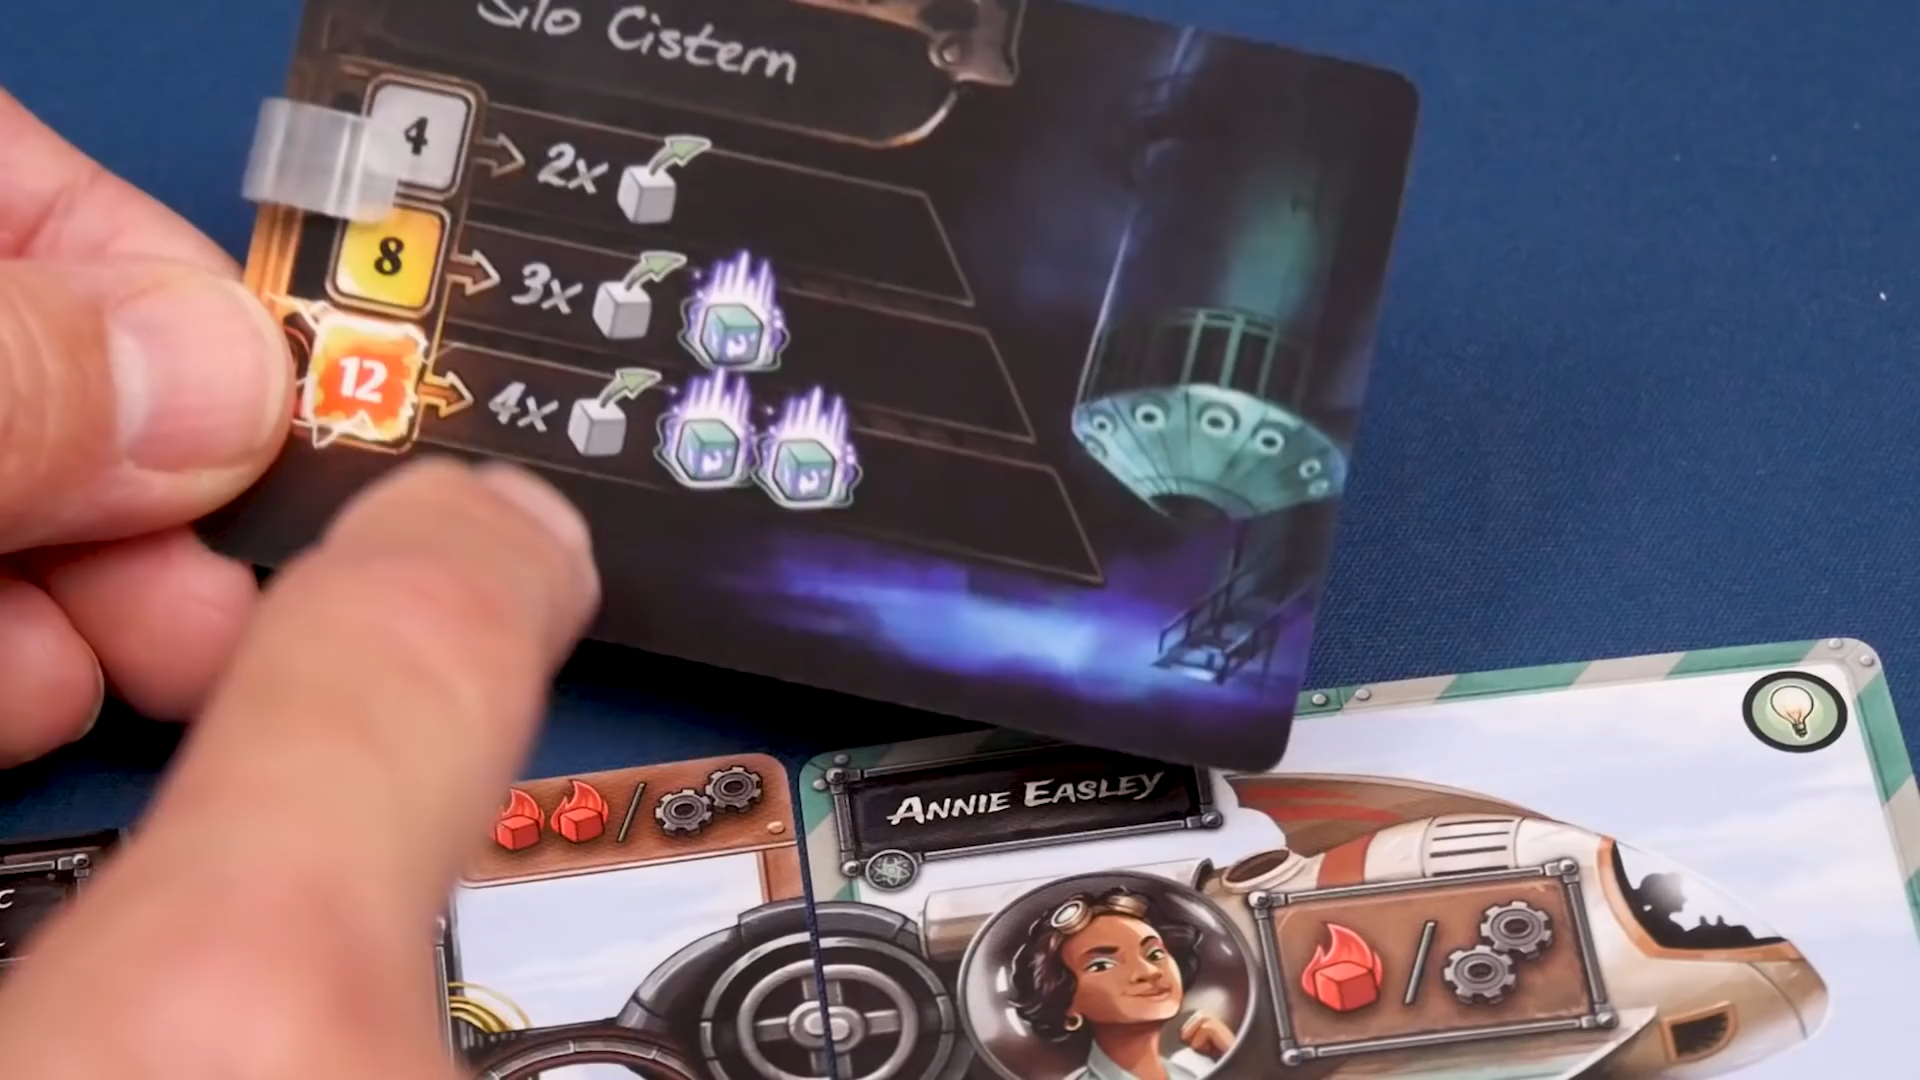 Silo Cistern
4 2x
8 3x
12 4x
ANNIE EASLEY
C